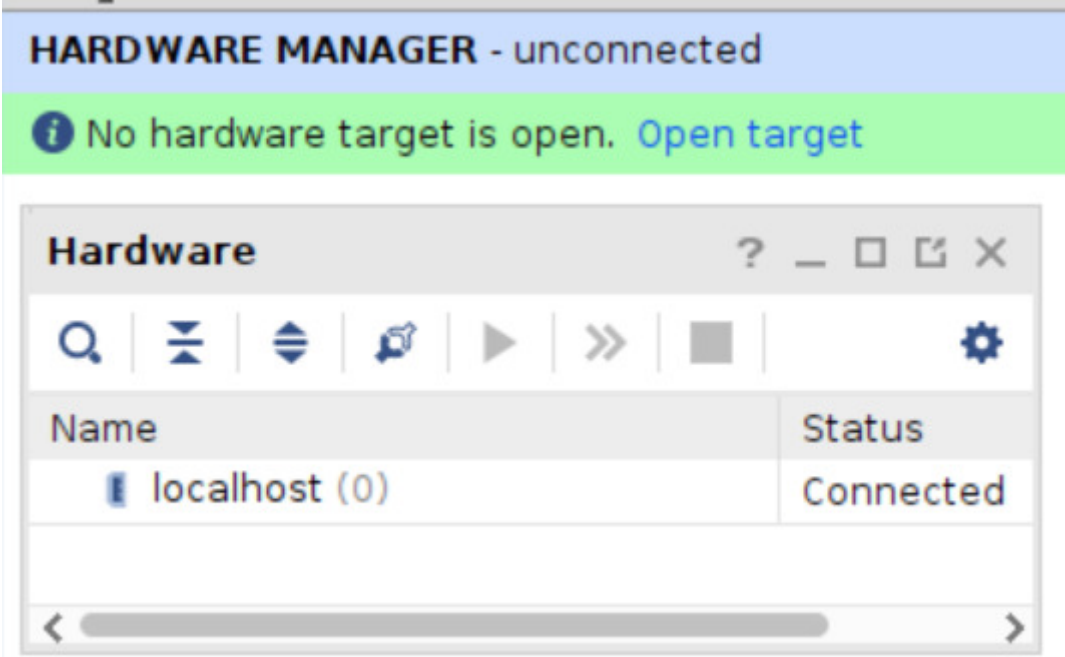 HARDWARE MANAGER - unconnected
No hardware target is open. Open target
Hardware
Name Status
localhost (0) Connected